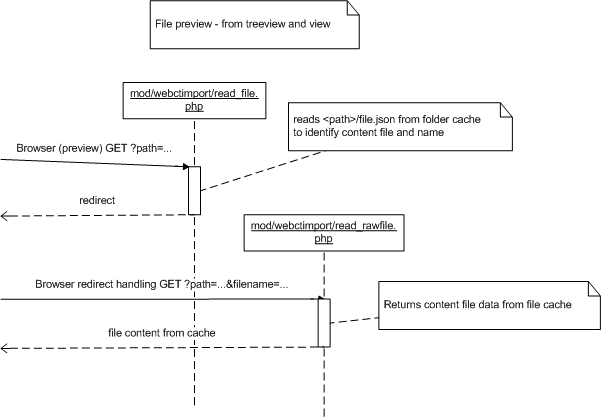 File preview - from treeview and view
mod/webctimport/read_file.
php
reads <path>/file.json from folder cache
to identify content file and name
Browser (preview) GET ?path=...
redirect
mod/webctimport/read_rawfile.
php
Browser redirect handling GET ?path=...&filename=...
Returns content file data from file cache
file content from cache